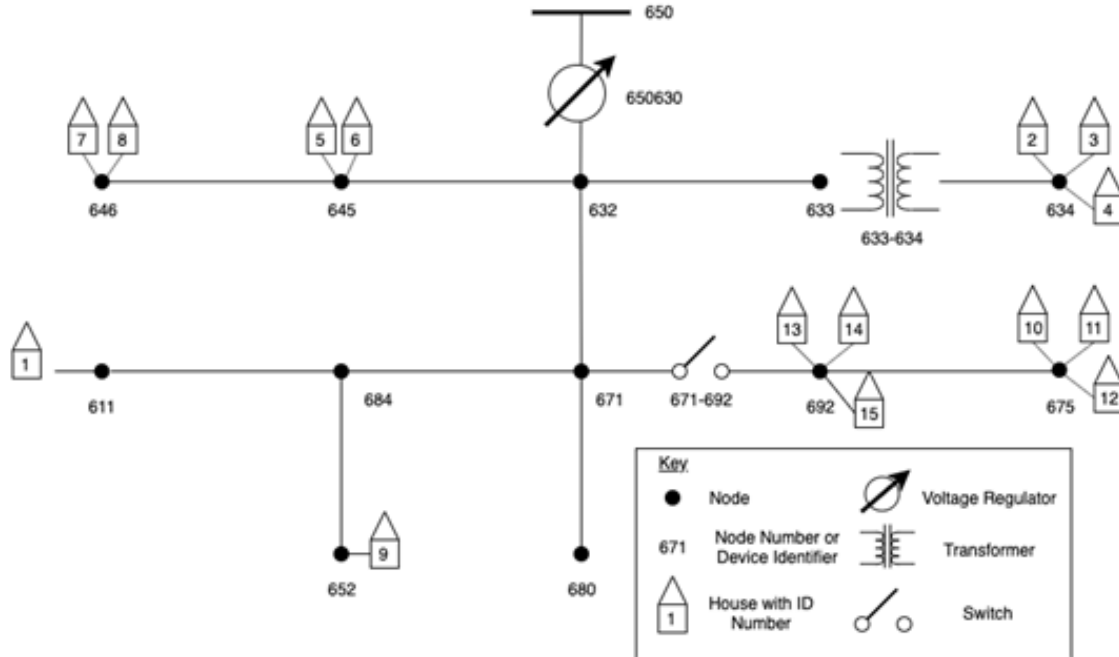 650
650630
7 8 5 6 2 3
4
646 645 632 633 634
633-634
1 13 14 10 11
12
611 684 671 671-692 692 15 675
Key
Node
Voltage Regulator
671
Node Number or
Device Identifier
Transformer
9
652 680
1
House with ID
Number
Switch